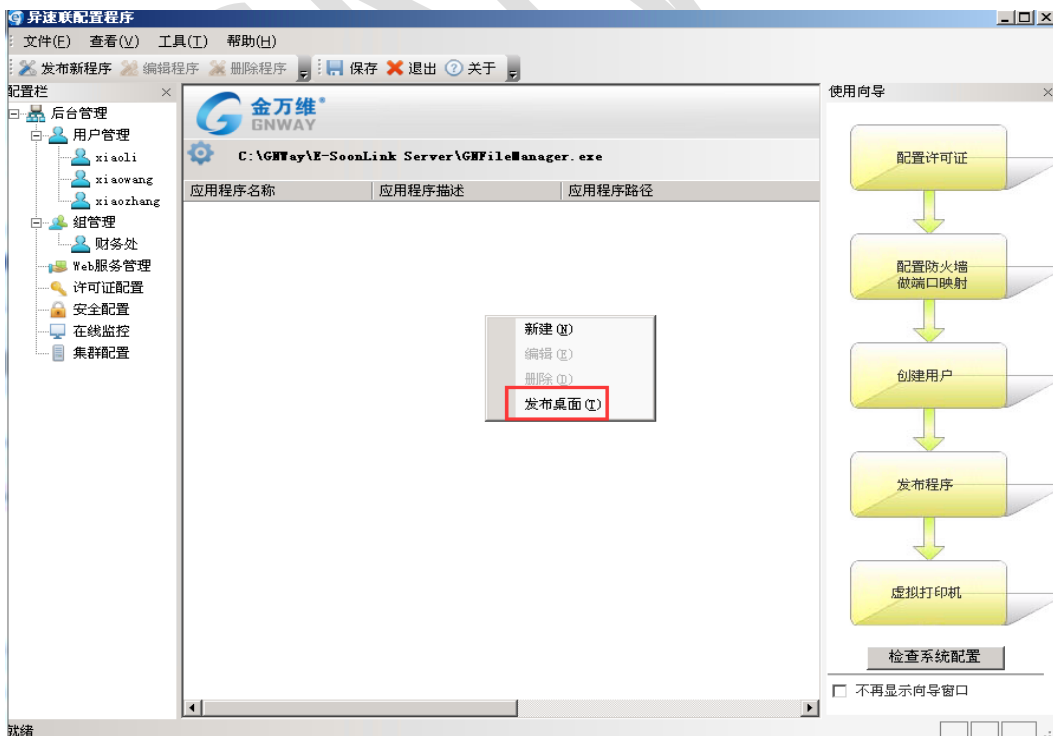 异速联配置程序
文件(F) 查看(V) 工具(T) 帮助(H)
发布新程序 编辑程序 删除程序 保存 退出 关于
配置栏
后台管理
用户管理
xiaoli
xiaowang
xiaozhang
组管理
财务处
Web服务管理
许可证配置
安全配置
在线监控
集群配置
金万维
GNWAY
C:\GNWay\E-SoonLink Server\GNFileManager.exe
应用程序名称 应用程序描述 应用程序路径
新建(N)
编辑(E)
删除(D)
发布桌面(T)
使用向导
配置许可证
配置防火墙
做端口映射
创建用户
发布程序
虚拟打印机
检查系统配置
不再显示向导窗口
就绪